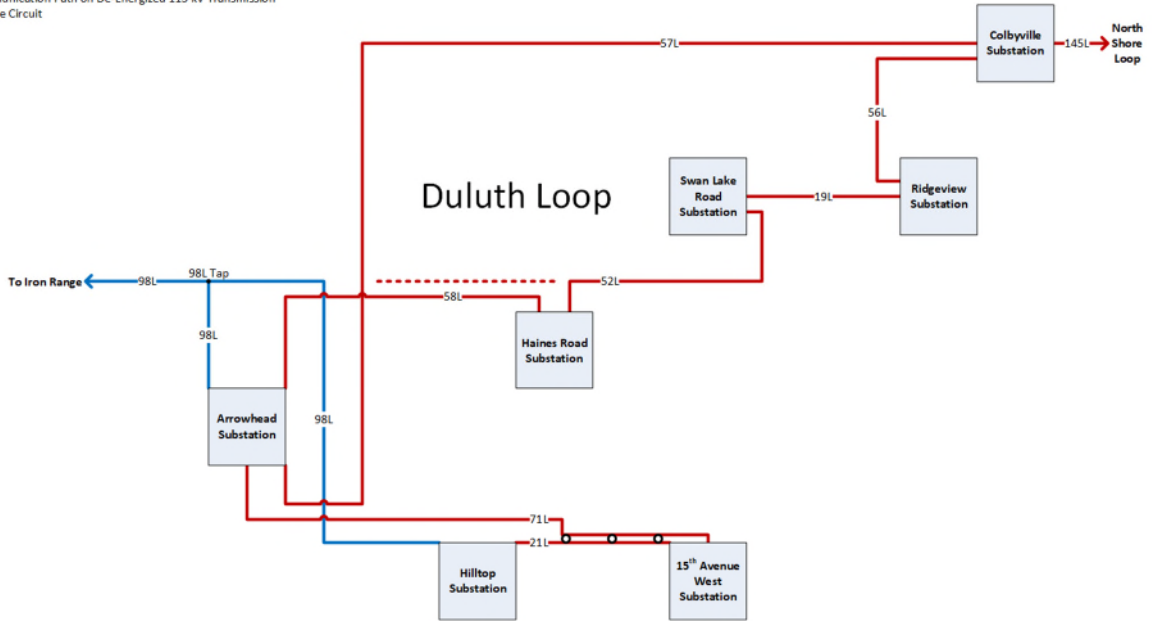 e Circuit
57L
Colbyville
Substation
145L
North
Shore
Loop
56L
Duluth Loop
Swan Lake
Road
Substation
19L
Ridgeview
Substation
To Iron Range
98L
98L Tap
52L
58L
98L
Haines Road
Substation
Arrowhead
Substation
98L
71L
21L
Hilltop
Substation
15th Avenue
West
Substation